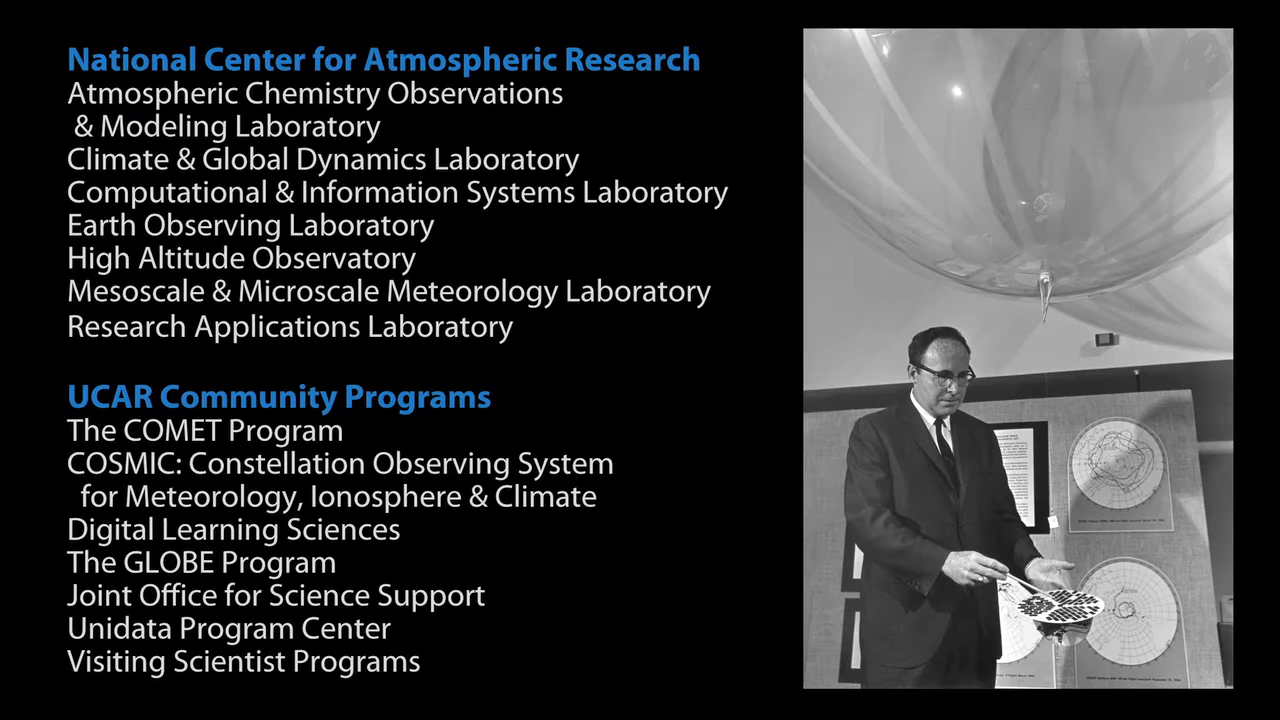 National Center for Atmospheric Research
Atmospheric Chemistry Observations
& Modeling Laboratory
Climate & Global Dynamics Laboratory
Computational & Information Systems Laboratory
Earth Observing Laboratory
High Altitude Observatory
Mesoscale & Microscale Meteorology Laboratory
Research Applications Laboratory
UCAR Community Programs
The COMET Program
COSMIC: Constellation Observing System
for Meteorology, Ionosphere & Climate
Digital Learning Sciences
The GLOBE Program
Joint Office for Science Support
Unidata Program Center
Visiting Scientist Programs